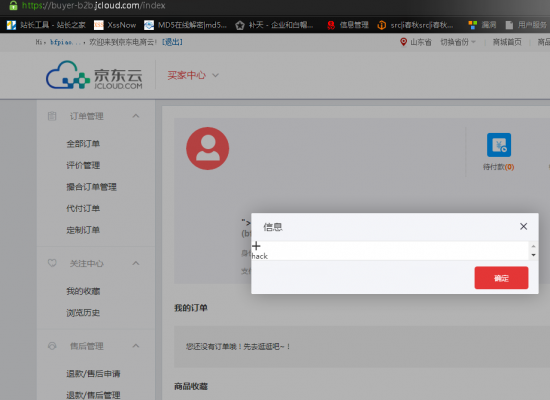 https://buyer-b2b.jcloud.com/index
站长工具 - 站长之家 XssNow MD5在线解密|md5... 补天 - 企业和白帽... 信息管理 src|i春秋src|i春秋... 漏洞 用户服务
Hi, 欢迎来到京东电商云! [退出] 山东省 切换省份 商城首页
京东云
JCLOUD.COM
买家中心
订单管理
全部订单
评价管理
撮合订单管理
代付订单
定制订单
关注中心
我的收藏
浏览历史
售后管理
退款/售后申请
退款/售后管理
待付款(0)
">
信息
hack
确定
我的订单
您还没有订单哦!先去逛逛吧~!
商品收藏